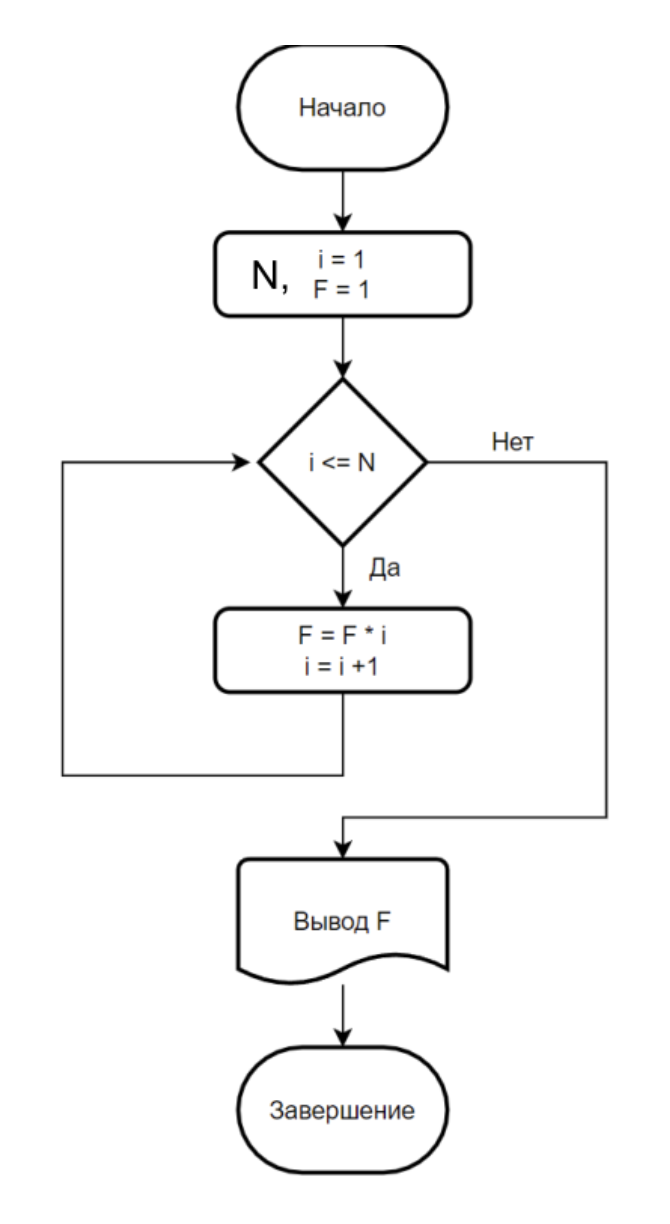 Начало
N, i = 1
F = 1
i <= N
Нет
Да
F = F * i
i = i +1
Вывод F
Завершение